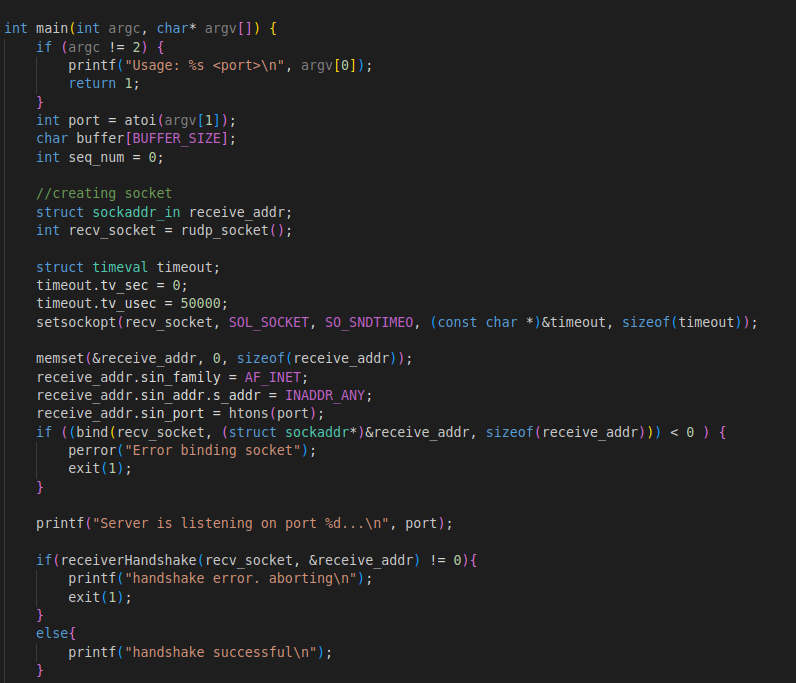 int main(int argc, char* argv[]) {
    if (argc != 2) {
        printf("Usage: %s <port>\n", argv[0]);
        return 1;
    }
    int port = atoi(argv[1]);
    char buffer[BUFFER_SIZE];
    int seq_num = 0;

    //creating socket
    struct sockaddr_in receive_addr;
    int recv_socket = rudp_socket();

    struct timeval timeout;
    timeout.tv_sec = 0;
    timeout.tv_usec = 50000;
    setsockopt(recv_socket, SOL_SOCKET, SO_SNDTIMEO, (const char *)&timeout, sizeof(timeout));

    memset(&receive_addr, 0, sizeof(receive_addr));
    receive_addr.sin_family = AF_INET;
    receive_addr.sin_addr.s_addr = INADDR_ANY;
    receive_addr.sin_port = htons(port);
    if ((bind(recv_socket, (struct sockaddr*)&receive_addr, sizeof(receive_addr))) < 0 ) {
        perror("Error binding socket");
        exit(1);
    }

    printf("Server is listening on port %d...\n", port);

    if(receiverHandshake(recv_socket, &receive_addr) != 0){
        printf("handshake error. aborting\n");
        exit(1);
    }
    else{
        printf("handshake successful\n");
    }